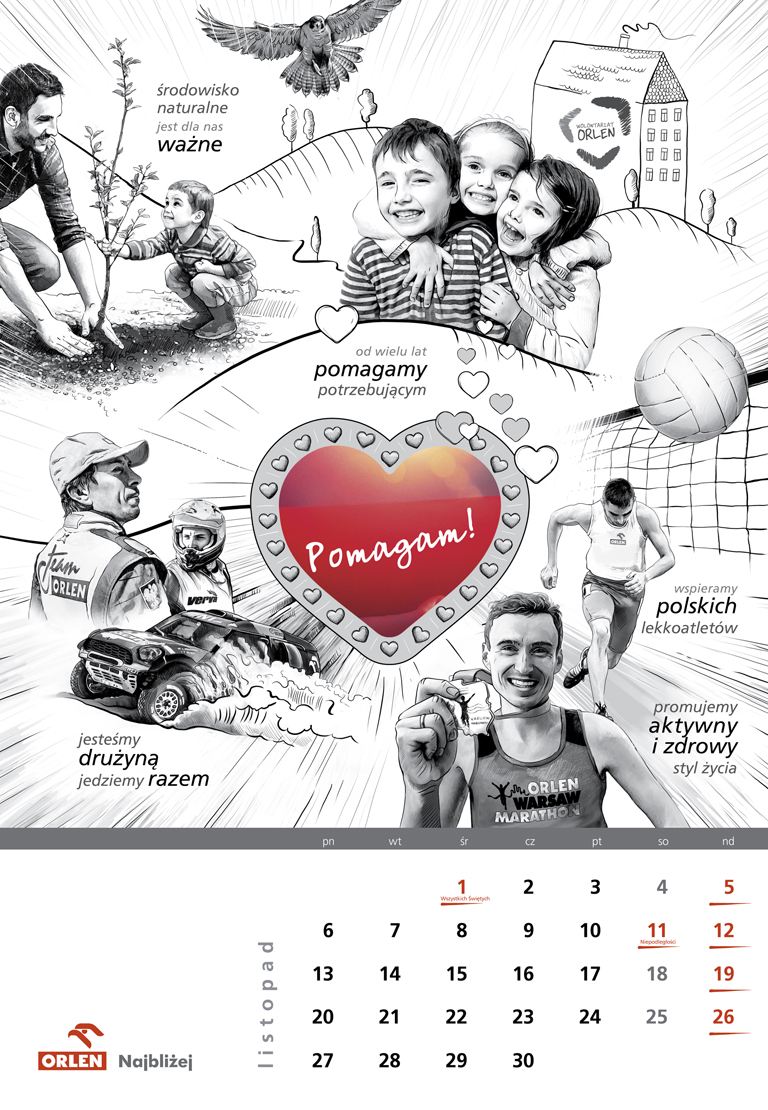 środowisko
naturalne
jest dla nas
ważne
WOLONTARIAT
ORLEN
od wielu lat
pomagamy
potrzebującym
Pomagam!
Team
ORLEN
verva
ORLEN
wspieramy
polskich
lekkoatletów
promujemy
aktywny
i zdrowy
styl życia
jesteśmy
drużyną
jedziemy razem
ORLEN
WARSAW
MARATHON
pn wt śr cz pt so nd
1 2 3 4 5
Wszystkich Świętych
6 7 8 9 10 11 12
Niepodległości
13 14 15 16 17 18 19
20 21 22 23 24 25 26
27 28 29 30
listopad
ORLEN Najbliżej